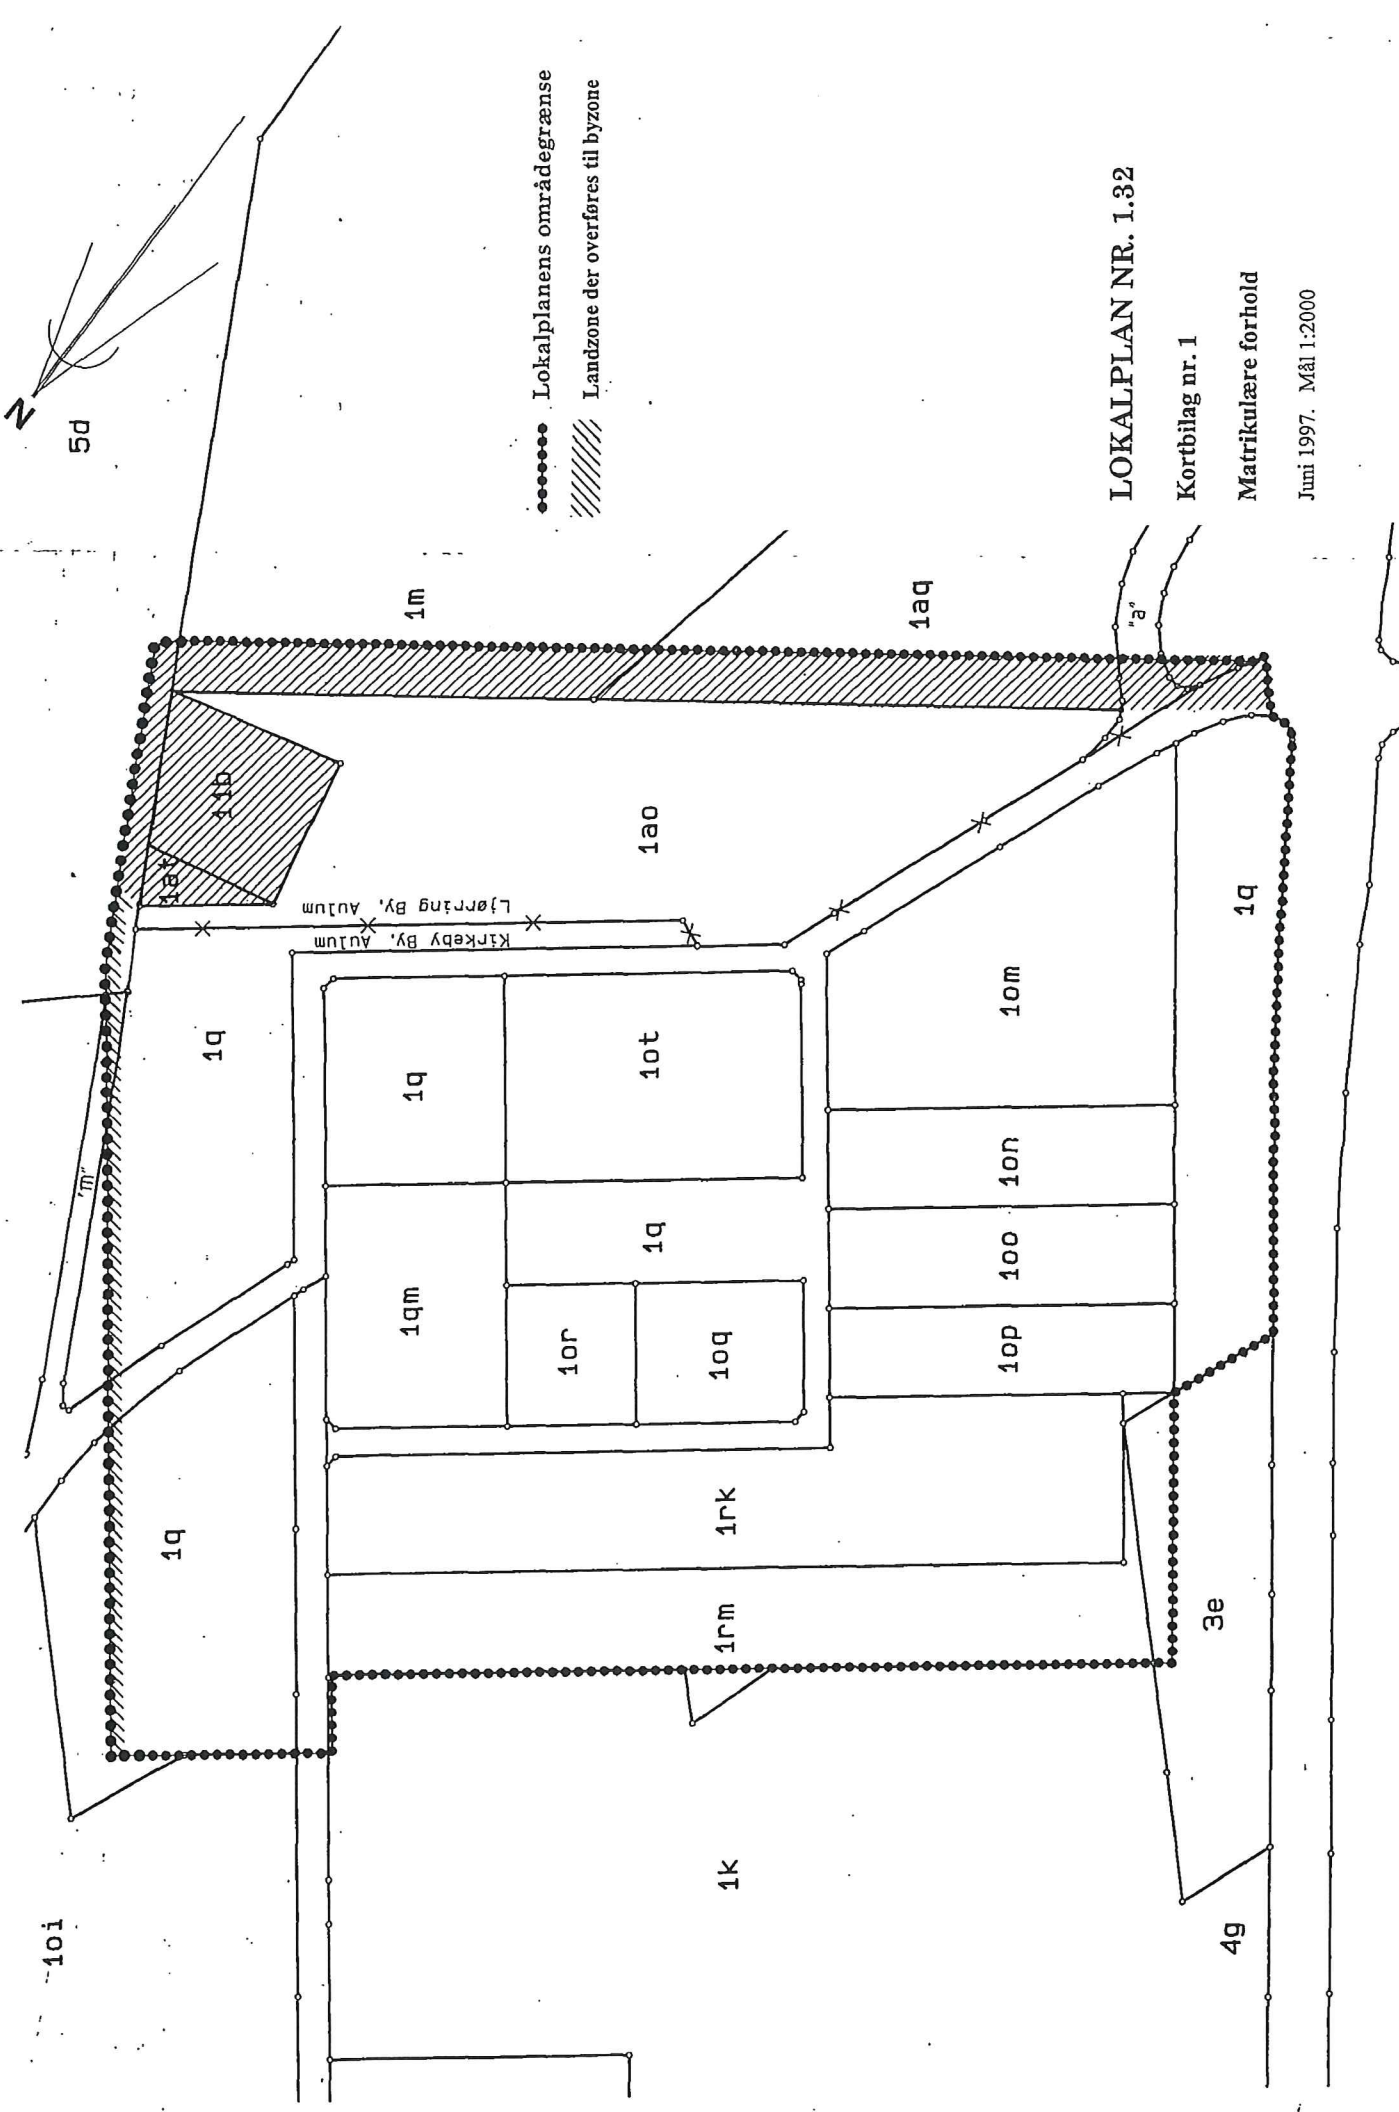 N
5d
Lokalplanens områdegrænse
Landzone der overføres til byzone
LOKALPLAN NR. 1.32
Kortbilag nr. 1
Matrikulære forhold
Juni 1997. Mål 1:2000
1m
1aq
"a"
11b
1at
1ao
Ljørring By, Aulum
Kirkeby By, Aulum
1q
1q
1q
1ot
1om
"m"
1on
1q
1oo
1qm
1or
1oq
1op
1q
1rk
1rm
3e
1oi
1k
4g